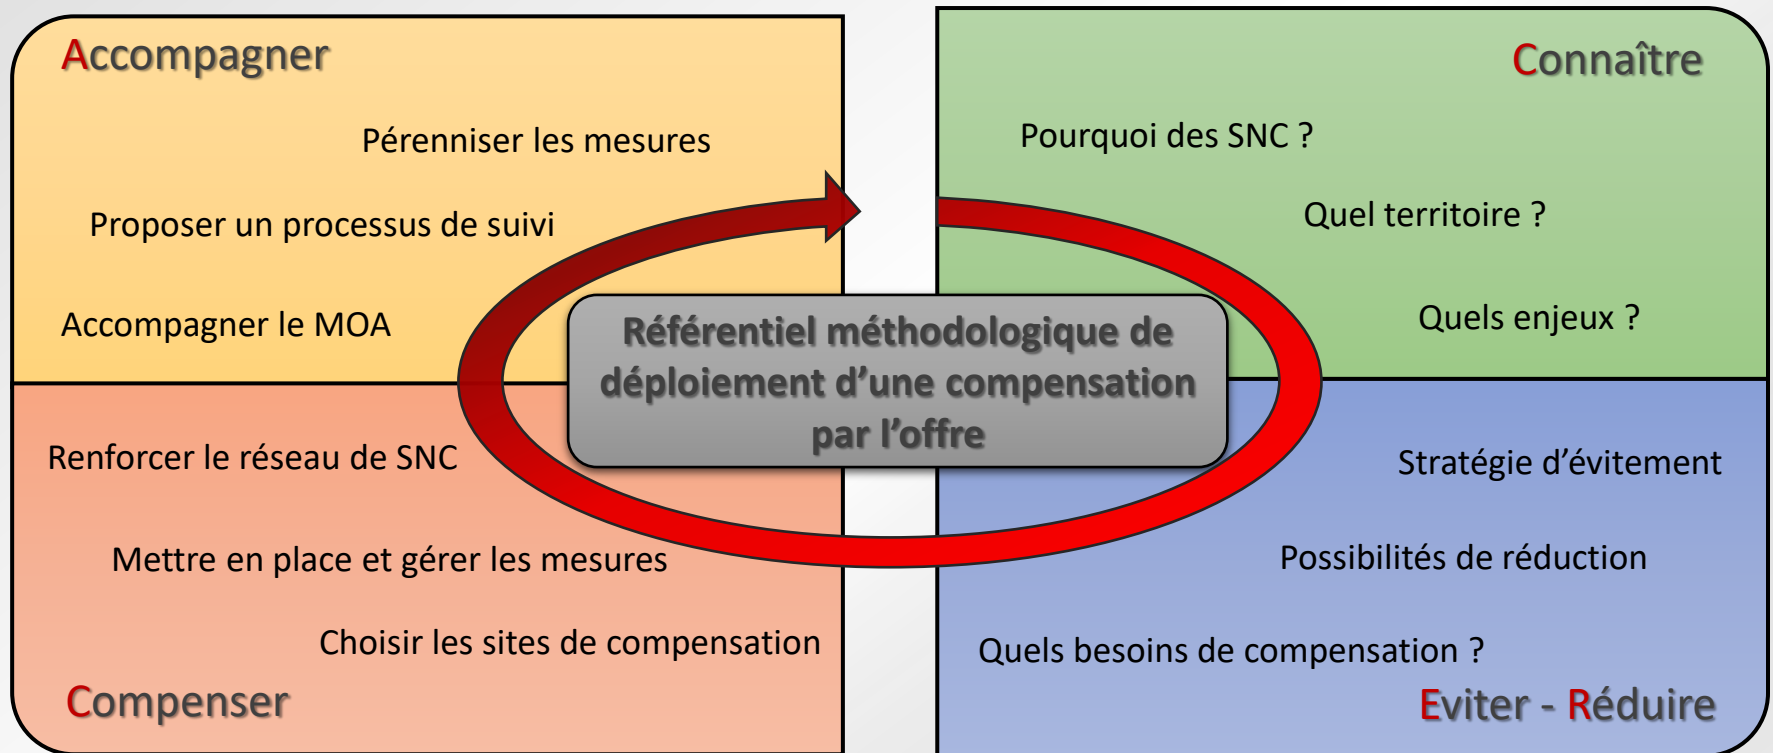 Accompagner
Pérenniser les mesures
Proposer un processus de suivi
Accompagner le MOA
Connaître
Pourquoi des SNC ?
Quel territoire ?
Quels enjeux ?
Référentiel méthodologique de
déploiement d’une compensation
par l’offre
Renforcer le réseau de SNC
Mettre en place et gérer les mesures
Choisir les sites de compensation
Compenser
Stratégie d’évitement
Possibilités de réduction
Quels besoins de compensation ?
Eviter - Réduire